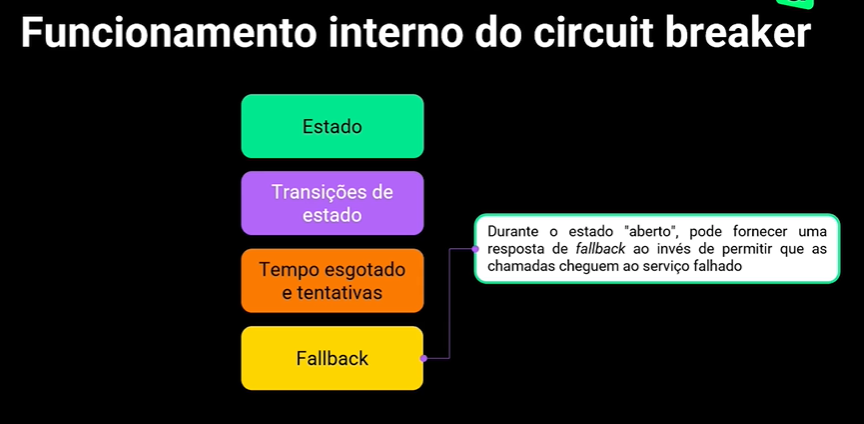 Funcionamento interno do circuit breaker
Estado
Transições de
estado
Tempo esgotado
e tentativas
Fallback
Durante o estado "aberto", pode fornecer uma
resposta de fallback ao invés de permitir que as
chamadas cheguem ao serviço falhado